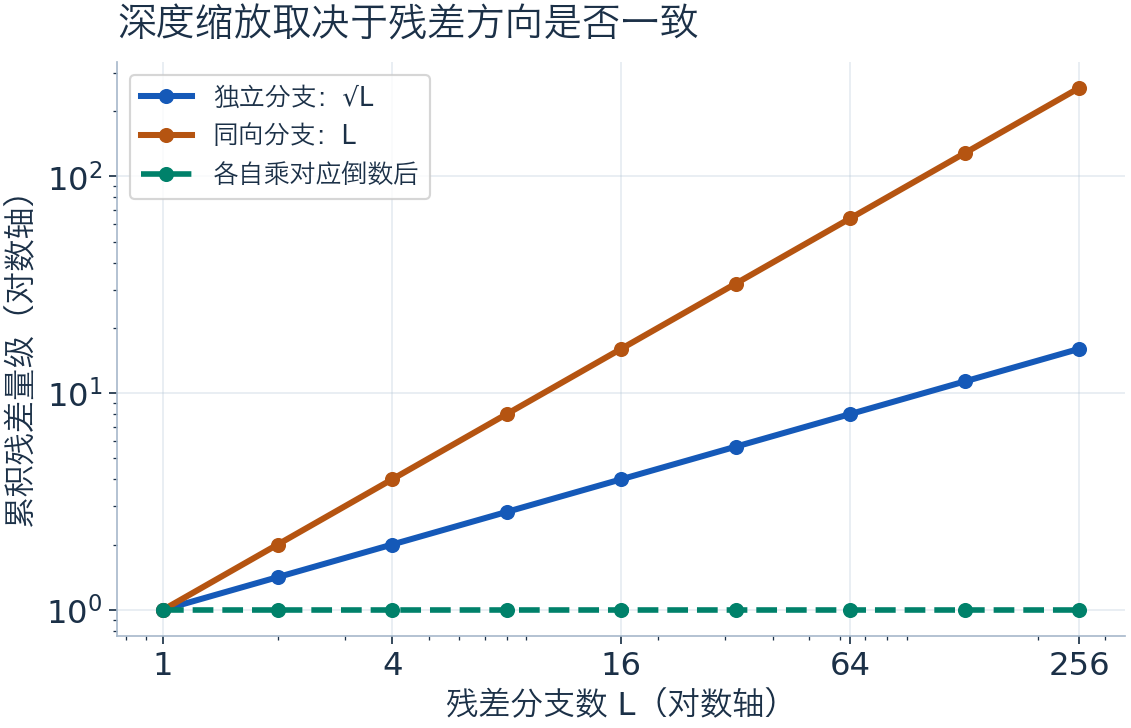 深度缩放取决于残差方向是否一致
独立分支：√L
同向分支：L
各自乘对应倒数后
累积残差量级（对数轴）
10²
10¹
10⁰
1 4 16 64 256
残差分支数 L（对数轴）